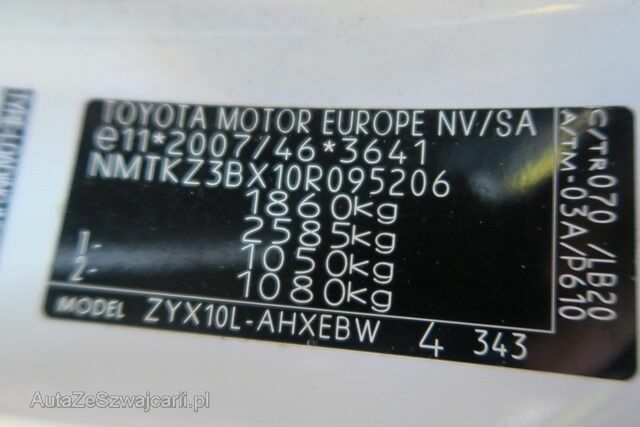 TOYOTA MOTOR EUROPE NV/SA
e11*2007/46*3641
NMTKZ3BX10R095206
1860kg
2585kg
1- 1050kg
2- 1080kg
MODEL ZYX10L-AHXEBW 4 343
C/TR070 /LB20
A/TM-03A/P610
AutaZeSzwajcarii.pl